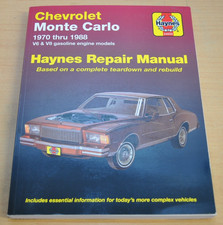 Chevrolet
Monte Carlo
1970 thru 1988
V6 & V8 gasoline engine models
Haynes
Haynes Repair Manual
Based on a complete teardown and rebuild
Includes essential information for today's more complex vehicles